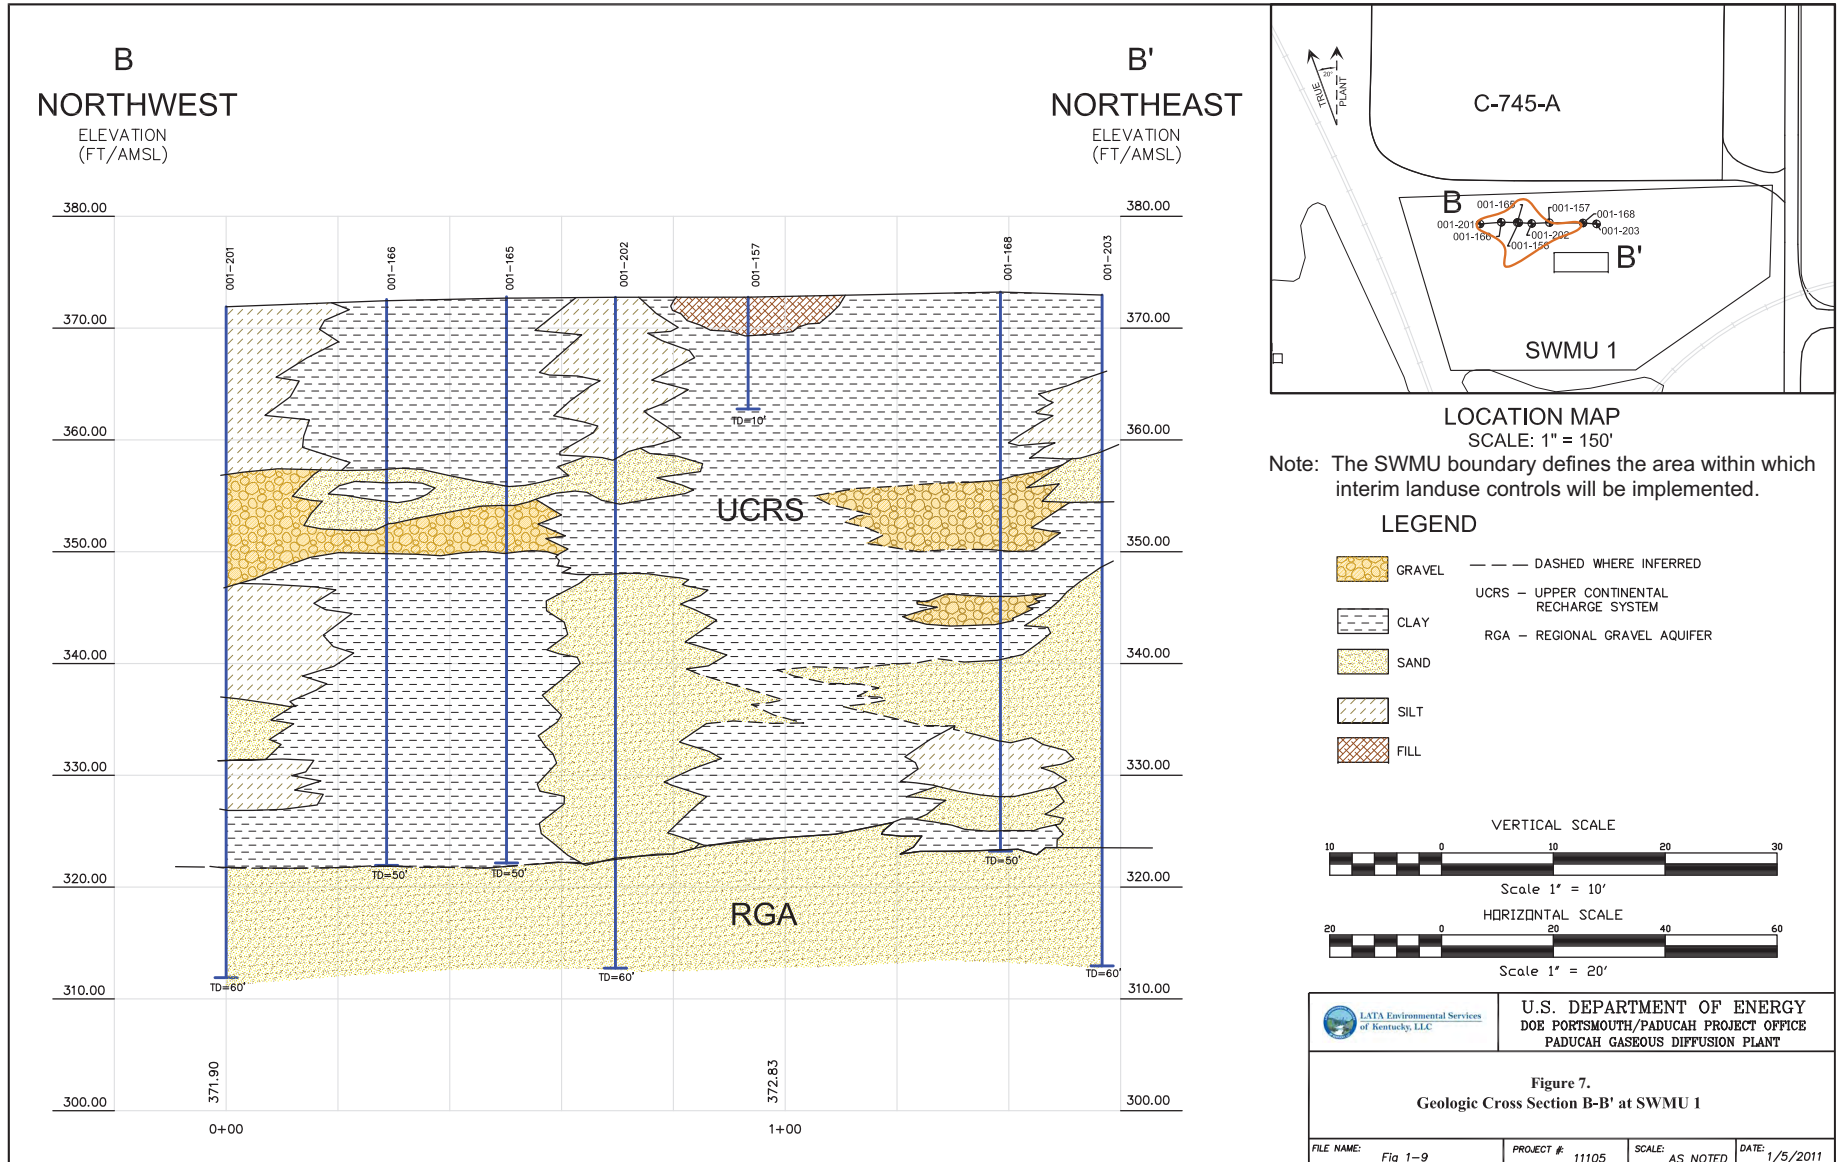 B
NORTHWEST
ELEVATION
(FT/AMSL)
B'
NORTHEAST
ELEVATION
(FT/AMSL)
380.00
370.00
360.00
350.00
340.00
330.00
320.00
310.00
300.00
380.00
370.00
360.00
350.00
340.00
330.00
320.00
310.00
300.00
001-201
001-166
001-165
001-202
001-157
001-168
001-203
TD=10'
UCRS
TD=50'
TD=50'
TD=50'
RGA
TD=60'
TD=60'
TD=60'
371.90
372.83
0+00
1+00
TRUE
20°
PLANT
C-745-A
B
001-165
001-157
001-168
001-201
001-203
001-166
001-202
001-156
B'
SWMU 1
LOCATION MAP
SCALE: 1" = 150'
Note: The SWMU boundary defines the area within which
interim landuse controls will be implemented.
LEGEND
GRAVEL
CLAY
SAND
SILT
FILL
DASHED WHERE INFERRED
UCRS – UPPER CONTINENTAL
RECHARGE SYSTEM
RGA – REGIONAL GRAVEL AQUIFER
VERTICAL SCALE
10 0 10 20 30
Scale 1" = 10'
HORIZONTAL SCALE
20 0 20 40 60
Scale 1" = 20'
LATA Environmental Services
of Kentucky, LLC
U.S. DEPARTMENT OF ENERGY
DOE PORTSMOUTH/PADUCAH PROJECT OFFICE
PADUCAH GASEOUS DIFFUSION PLANT
Figure 7.
Geologic Cross Section B-B' at SWMU 1
FILE NAME: Fig 1-9
PROJECT #: 11105
SCALE: AS NOTED
DATE: 1/5/2011